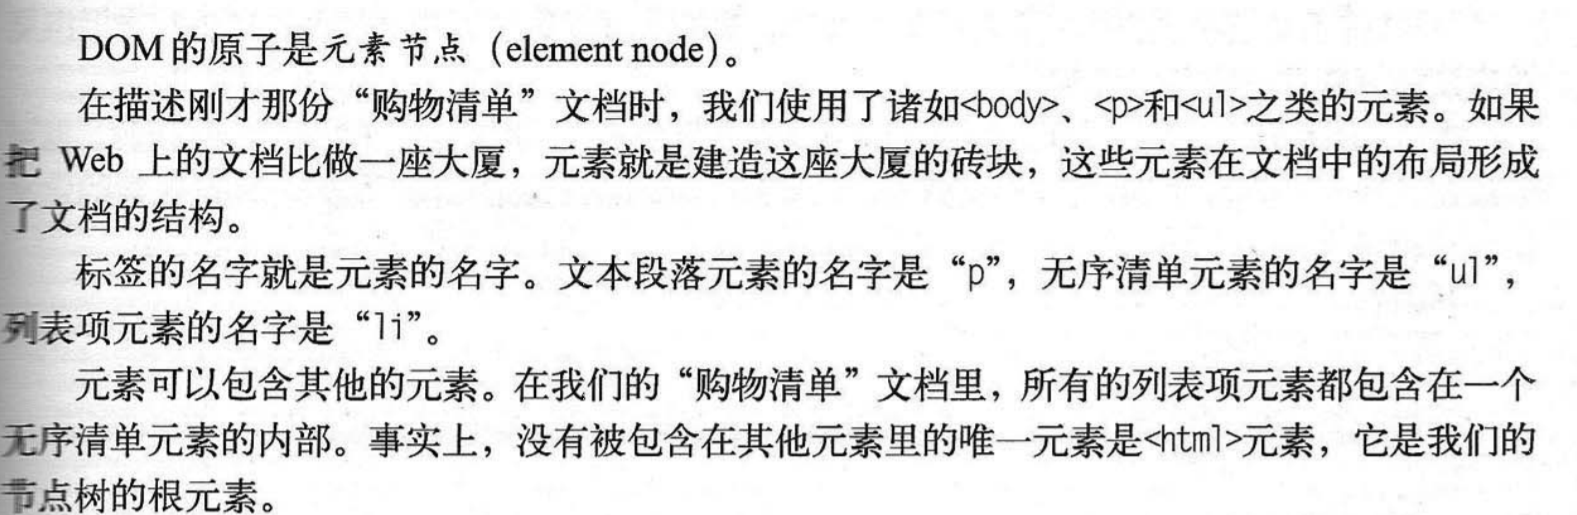 DOM的原子是元素节点（element node）。
在描述刚才那份“购物清单”文档时，我们使用了诸如<body>、<p>和<ul>之类的元素。如果
把 Web 上的文档比做一座大厦，元素就是建造这座大厦的砖块，这些元素在文档中的布局形成
了文档的结构。
标签的名字就是元素的名字。文本段落元素的名字是“p”，无序清单元素的名字是“ul”，
列表项元素的名字是“li”。
元素可以包含其他的元素。在我们的“购物清单”文档里，所有的列表项元素都包含在一个
无序清单元素的内部。事实上，没有被包含在其他元素里的唯一元素是<html>元素，它是我们的
节点树的根元素。